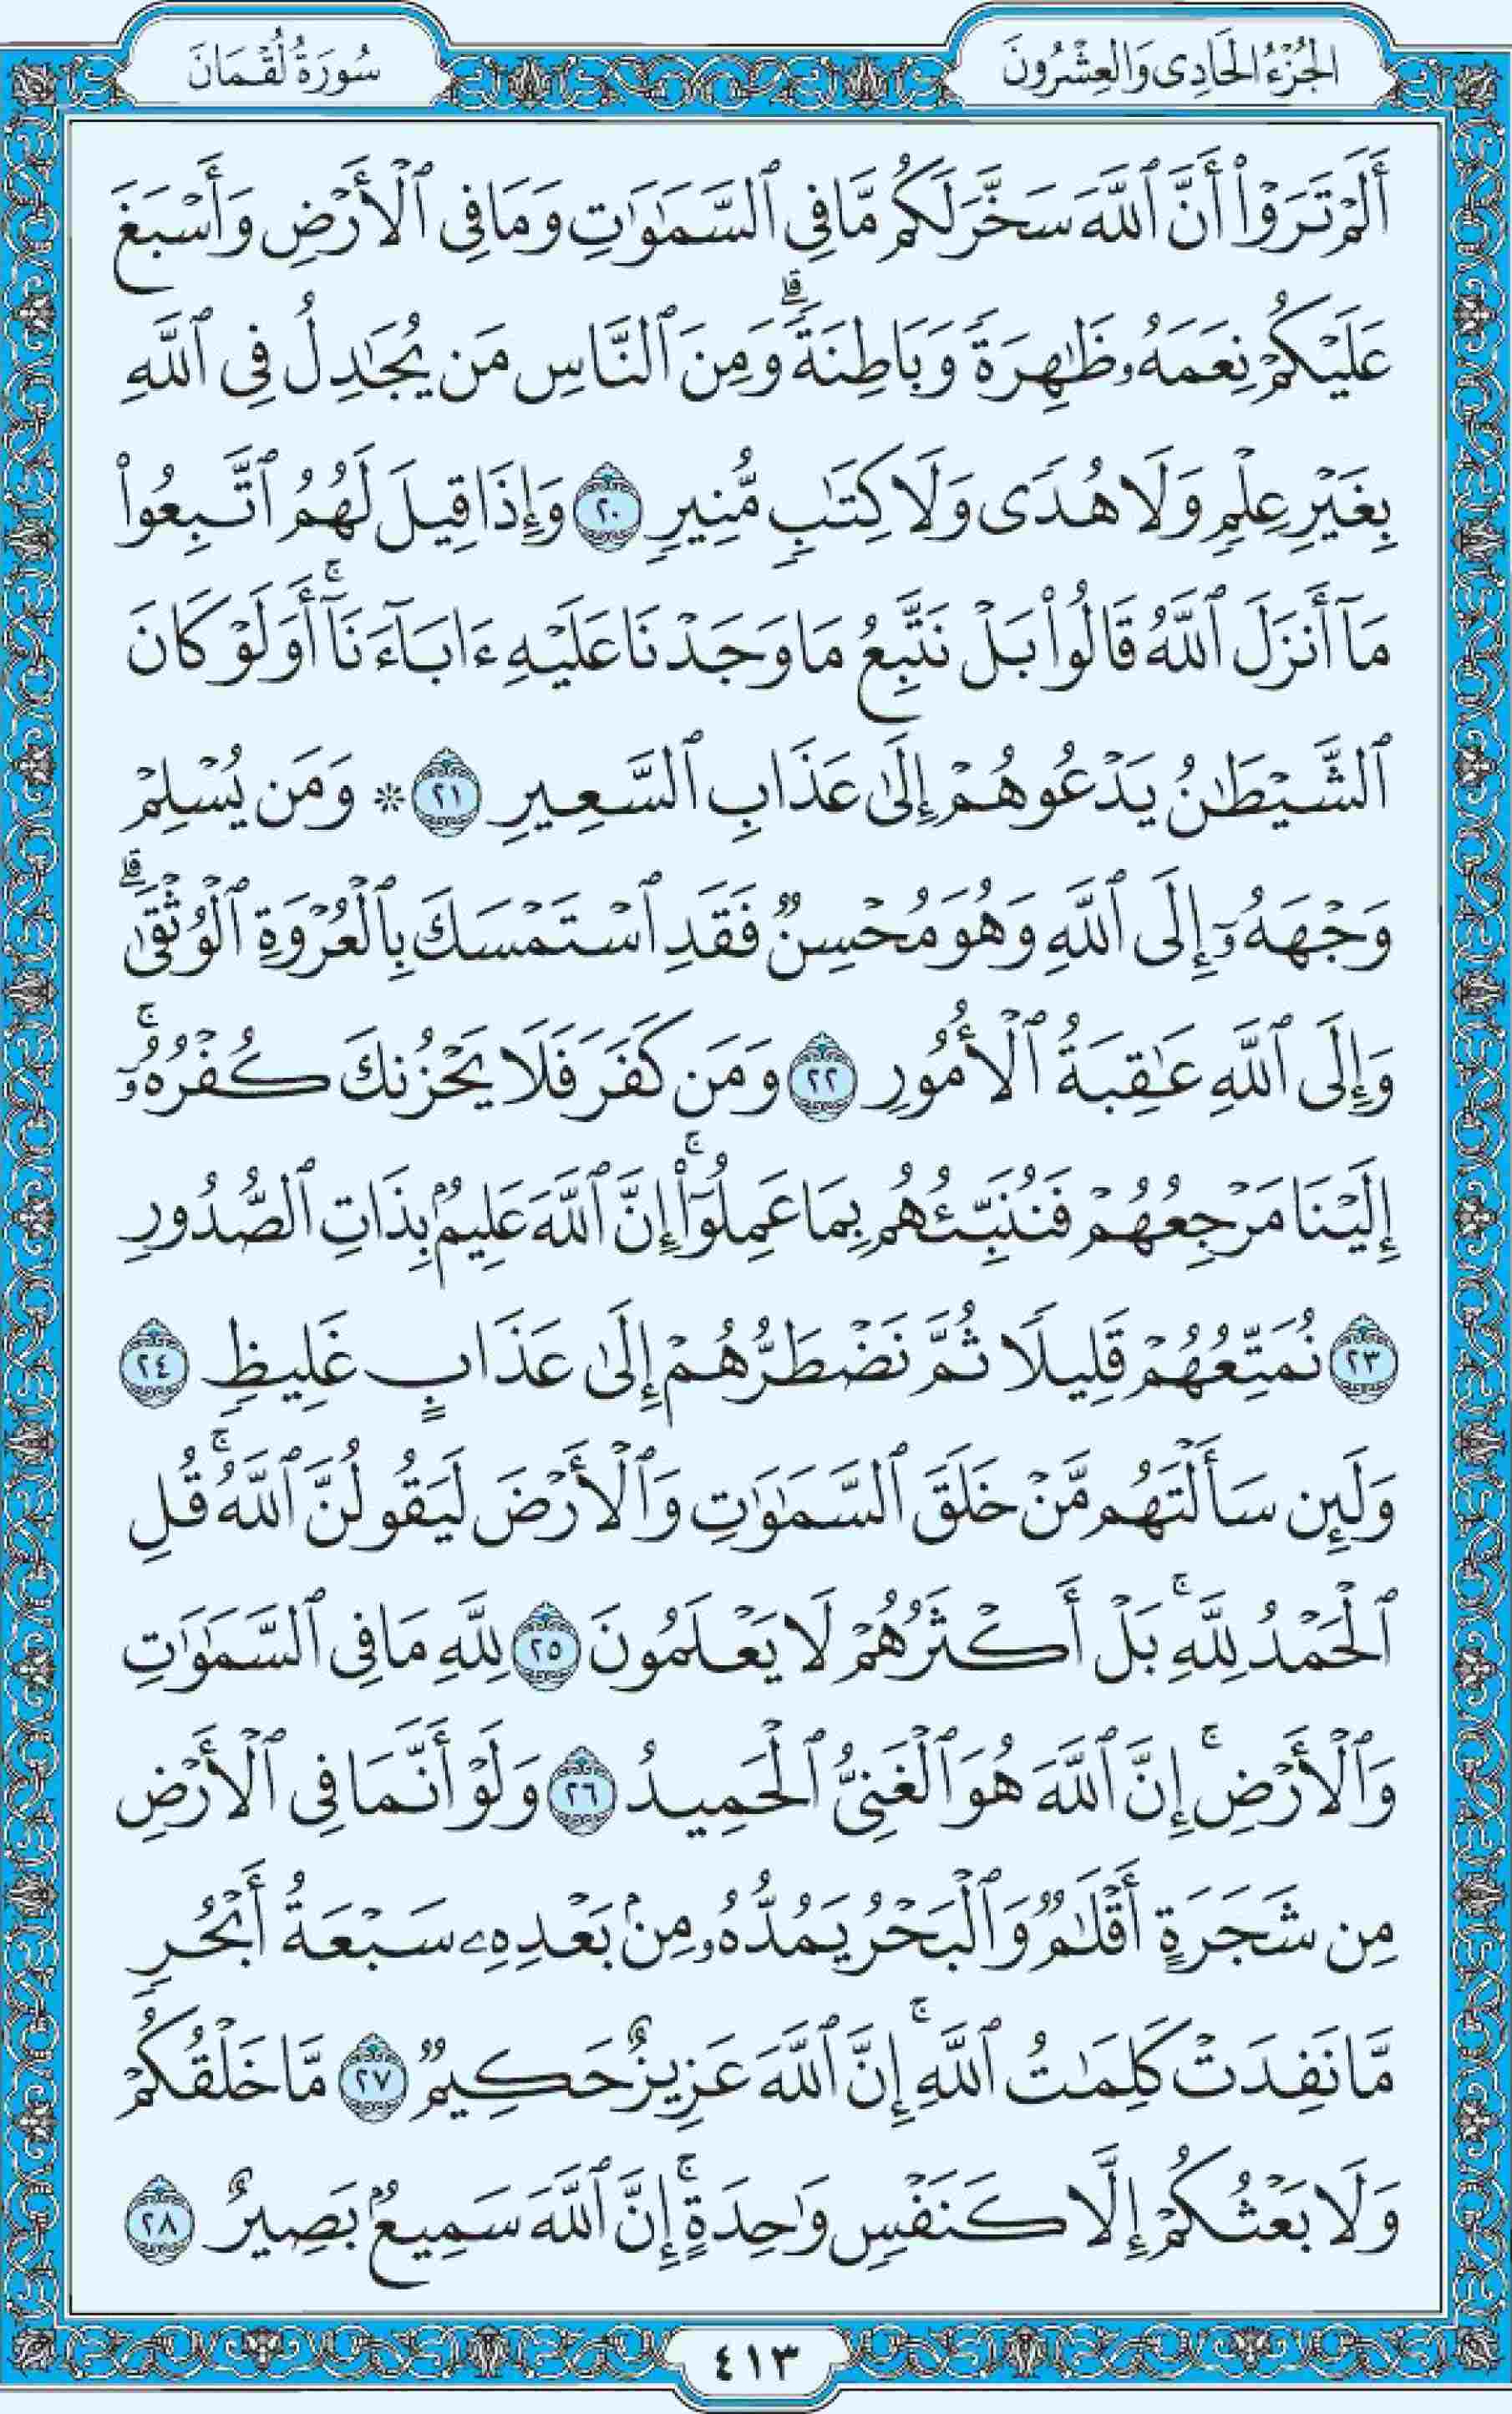 الجُزْءُ الحَادِى وَالعِشْرُونَ
سُورَةُ لُقْمَانَ
أَلَمْ تَرَوْا۟ أَنَّ ٱللَّهَ سَخَّرَ لَكُم مَّا فِى ٱلسَّمَٰوَٰتِ وَمَا فِى ٱلْأَرْضِ وَأَسْبَغَ
عَلَيْكُمْ نِعَمَهُۥ ظَٰهِرَةً وَبَاطِنَةً ۗ وَمِنَ ٱلنَّاسِ مَن يُجَٰدِلُ فِى ٱللَّهِ
بِغَيْرِ عِلْمٍ وَلَا هُدًى وَلَا كِتَٰبٍ مُّنِيرٍ ٢٠ وَإِذَا قِيلَ لَهُمُ ٱتَّبِعُوا۟
مَآ أَنزَلَ ٱللَّهُ قَالُوا۟ بَلْ نَتَّبِعُ مَا وَجَدْنَا عَلَيْهِ ءَابَآءَنَآ ۚ أَوَلَوْ كَانَ
ٱلشَّيْطَٰنُ يَدْعُوهُمْ إِلَىٰ عَذَابِ ٱلسَّعِيرِ ٢١ * وَمَن يُسْلِمْ
وَجْهَهُۥٓ إِلَى ٱللَّهِ وَهُوَ مُحْسِنٌ فَقَدِ ٱسْتَمْسَكَ بِٱلْعُرْوَةِ ٱلْوُثْقَىٰ ۗ
وَإِلَى ٱللَّهِ عَٰقِبَةُ ٱلْأُمُورِ ٢٢ وَمَن كَفَرَ فَلَا يَحْزُنكَ كُفْرُهُۥٓ ۚ
إِلَيْنَا مَرْجِعُهُمْ فَنُنَبِّئُهُم بِمَا عَمِلُوٓا۟ ۚ إِنَّ ٱللَّهَ عَلِيمٌۢ بِذَاتِ ٱلصُّدُورِ
٢٣ نُمَتِّعُهُمْ قَلِيلًا ثُمَّ نَضْطَرُّهُمْ إِلَىٰ عَذَابٍ غَلِيظٍ ٢٤
وَلَئِن سَأَلْتَهُم مَّنْ خَلَقَ ٱلسَّمَٰوَٰتِ وَٱلْأَرْضَ لَيَقُولُنَّ ٱللَّهُ ۚ قُلِ
ٱلْحَمْدُ لِلَّهِ ۚ بَلْ أَكْثَرُهُمْ لَا يَعْلَمُونَ ٢٥ لِلَّهِ مَا فِى ٱلسَّمَٰوَٰتِ
وَٱلْأَرْضِ ۚ إِنَّ ٱللَّهَ هُوَ ٱلْغَنِىُّ ٱلْحَمِيدُ ٢٦ وَلَوْ أَنَّمَا فِى ٱلْأَرْضِ
مِن شَجَرَةٍ أَقْلَٰمٌ وَٱلْبَحْرُ يَمُدُّهُۥ مِنۢ بَعْدِهِۦ سَبْعَةُ أَبْحُرٍ
مَّا نَفِدَتْ كَلِمَٰتُ ٱللَّهِ ۚ إِنَّ ٱللَّهَ عَزِيزٌ حَكِيمٌ ٢٧ مَّا خَلْقُكُمْ
وَلَا بَعْثُكُمْ إِلَّا كَنَفْسٍ وَٰحِدَةٍ ۚ إِنَّ ٱللَّهَ سَمِيعٌۢ بَصِيرٌ ٢٨
٤١٣